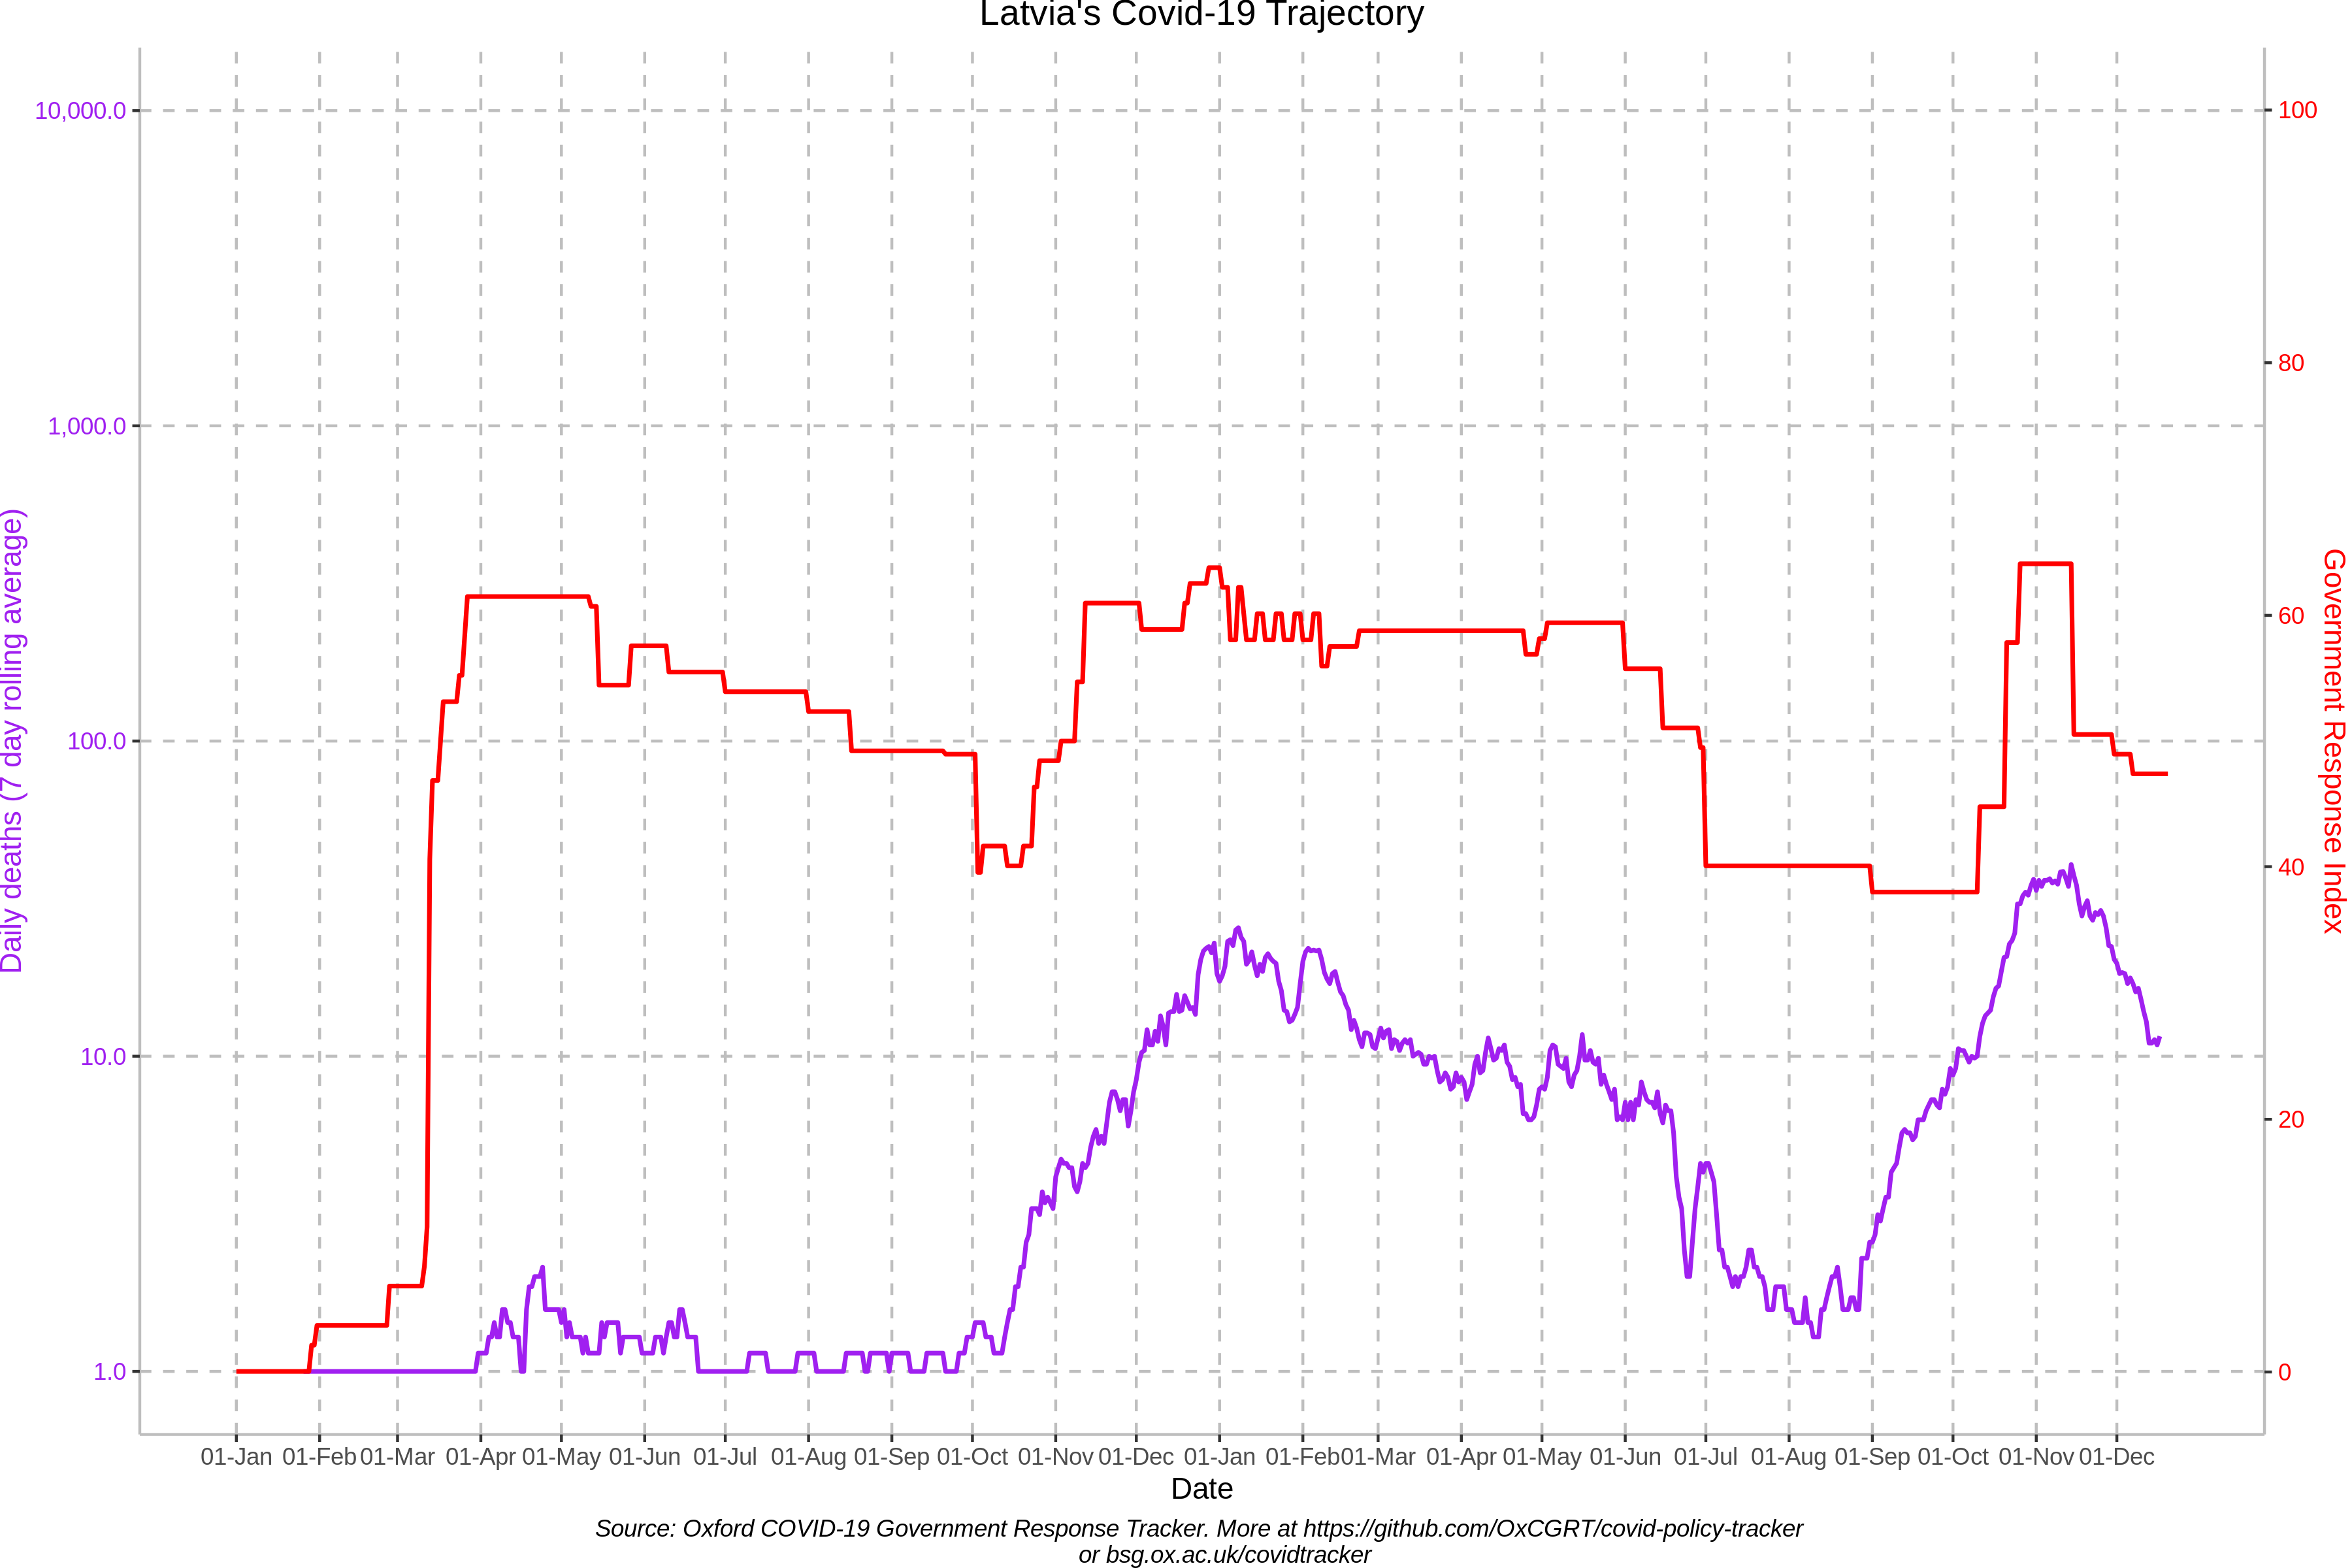 Latvia's Covid-19 Trajectory
10,000.0
1,000.0
100.0
10.0
1.0
Daily deaths (7 day rolling average)
100
80
60
40
20
0
Government Response Index
01-Jan 01-Feb 01-Mar 01-Apr 01-May 01-Jun 01-Jul 01-Aug 01-Sep 01-Oct 01-Nov 01-Dec 01-Jan 01-Feb 01-Mar 01-Apr 01-May 01-Jun 01-Jul 01-Aug 01-Sep 01-Oct 01-Nov 01-Dec
Date
Source: Oxford COVID-19 Government Response Tracker. More at https://github.com/OxCGRT/covid-policy-tracker
or bsg.ox.ac.uk/covidtracker